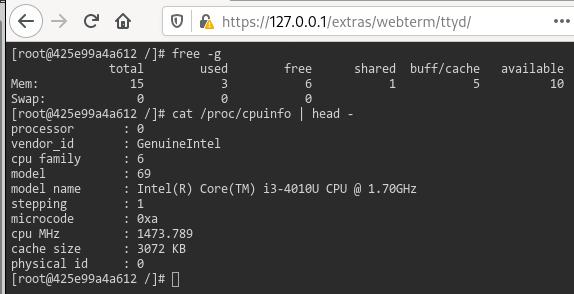 https://127.0.0.1/extras/webterm/ttyd/
[root@425e99a4a612 /]# free -g
              total        used        free      shared  buff/cache   available
Mem:             15           3           6           1           5          10
Swap:             0           0           0
[root@425e99a4a612 /]# cat /proc/cpuinfo | head -
processor       : 0
vendor_id       : GenuineIntel
cpu family      : 6
model           : 69
model name      : Intel(R) Core(TM) i3-4010U CPU @ 1.70GHz
stepping        : 1
microcode       : 0xa
cpu MHz         : 1473.789
cache size      : 3072 KB
physical id     : 0
[root@425e99a4a612 /]#